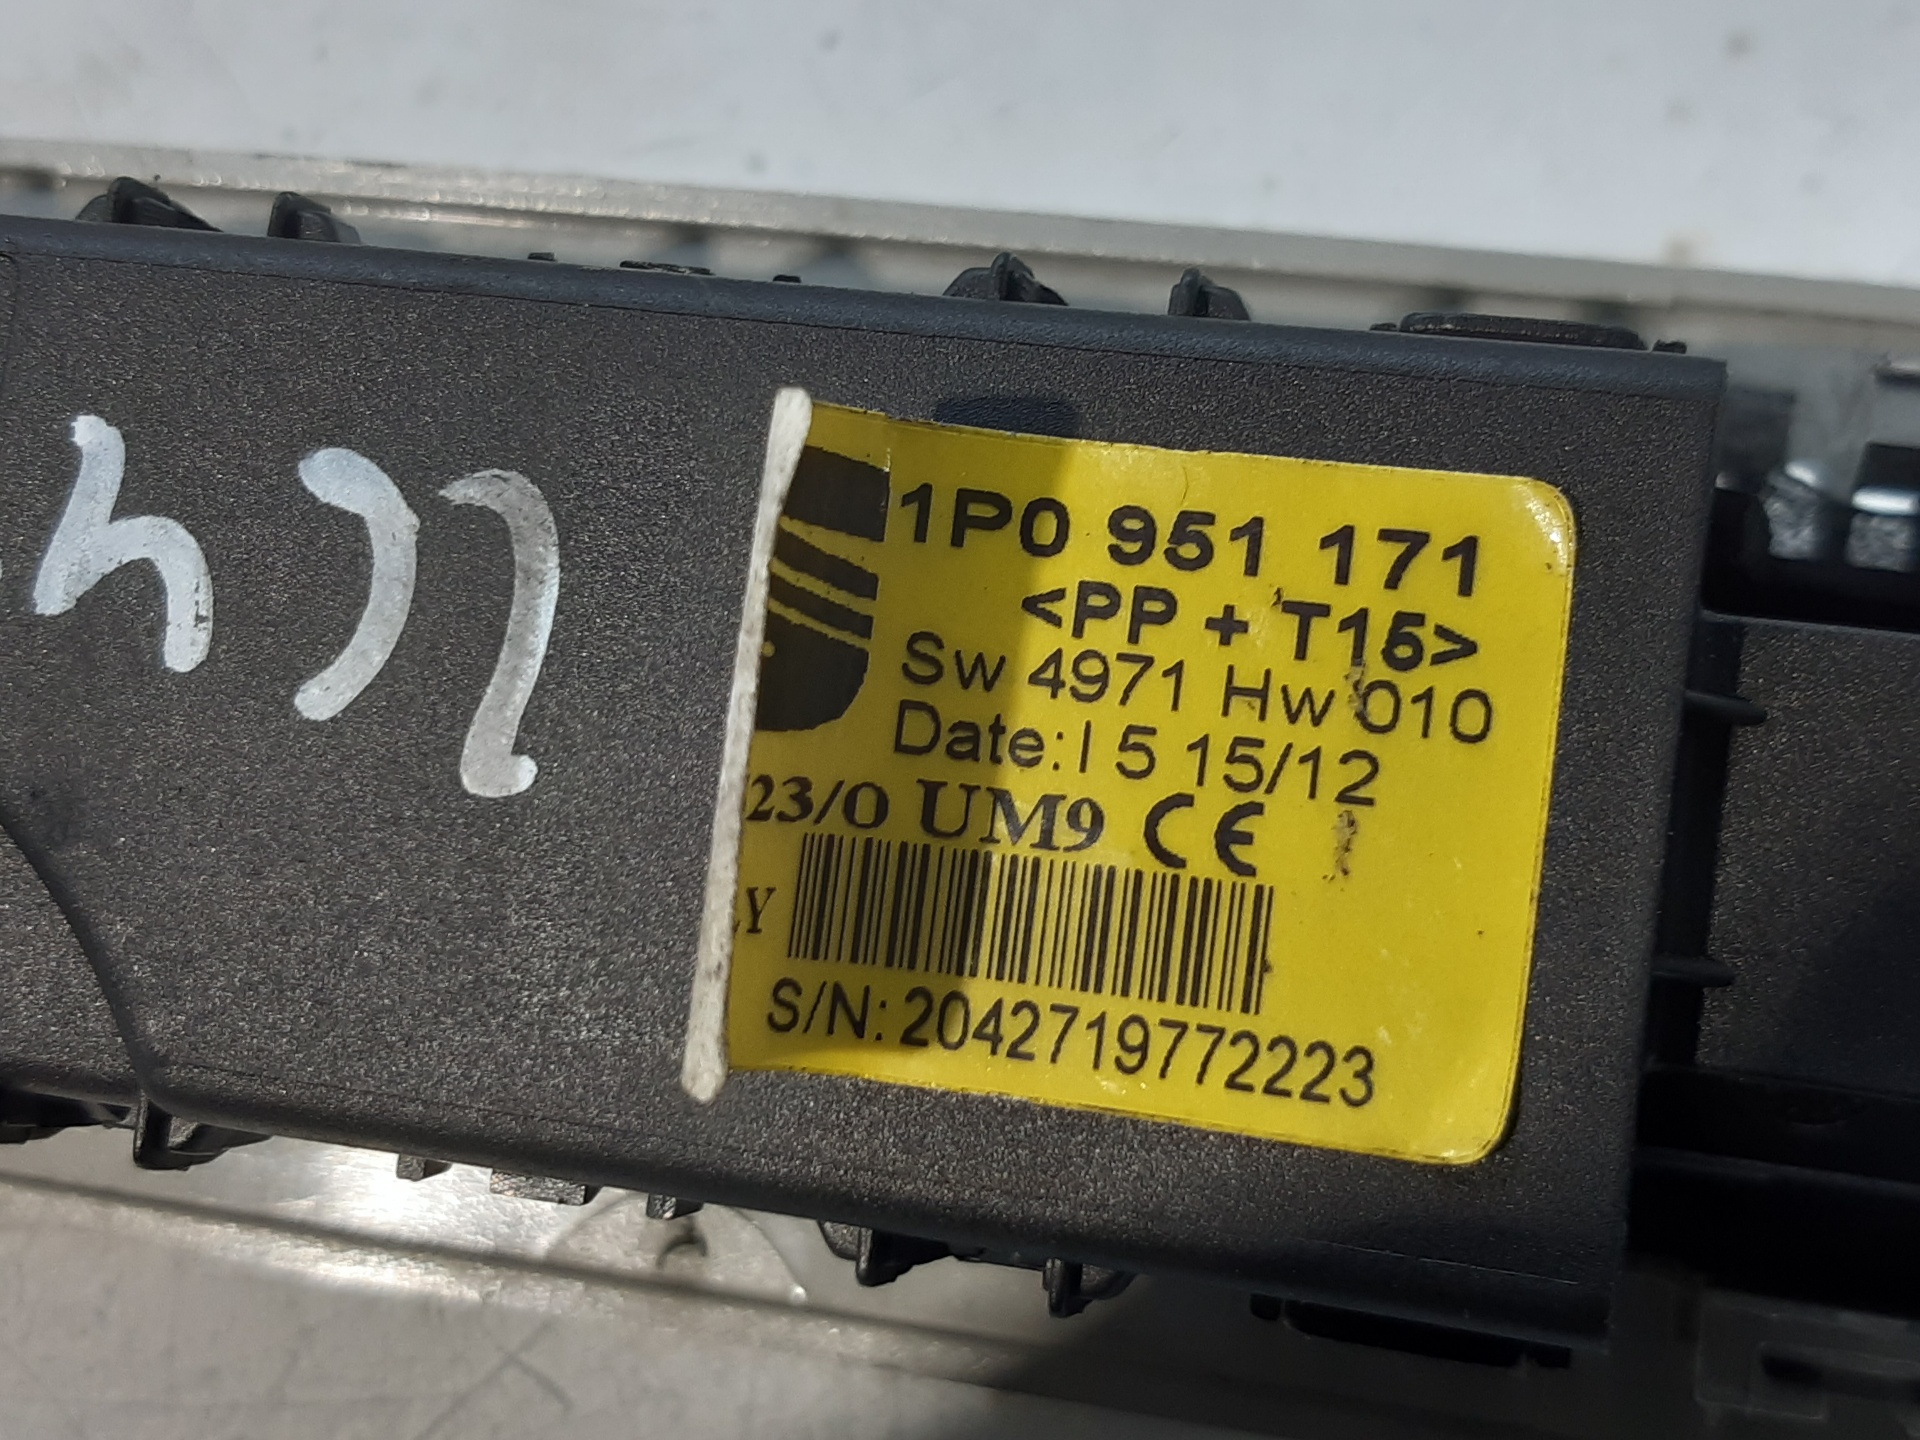 1P0 951 171
<PP + T15>
Sw 4971 Hw 010
Date: I 5 15/12
23/0 UM9 CE
Y
S/N: 2042719772223